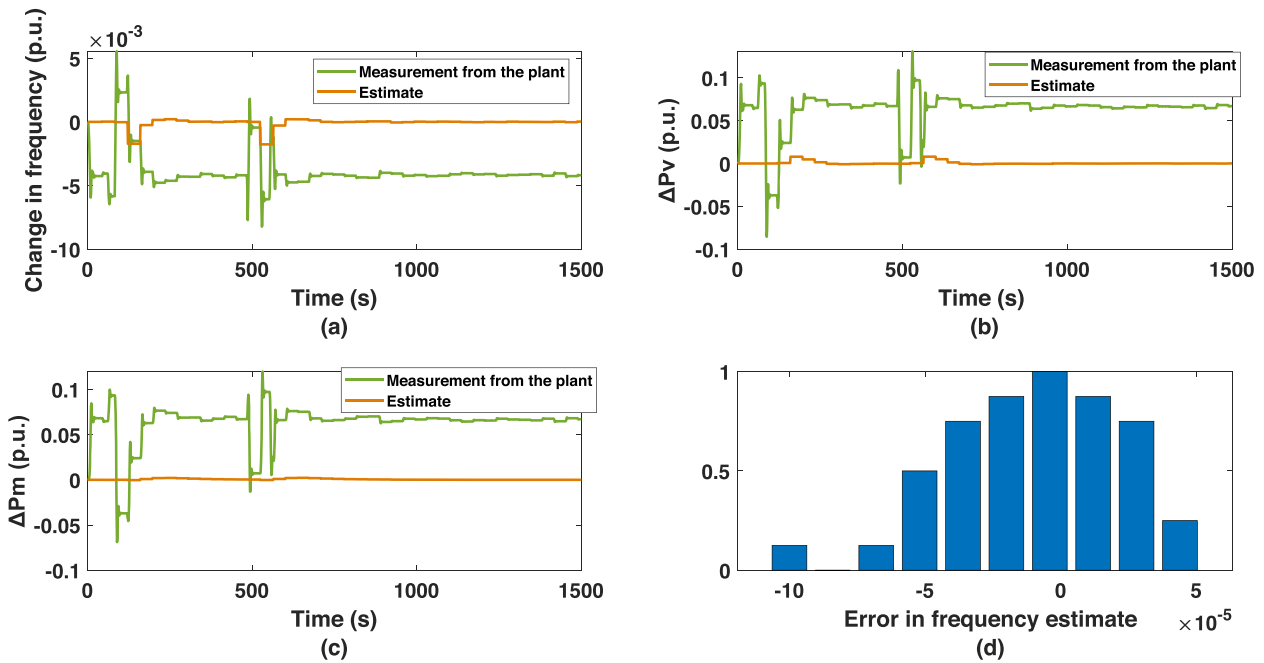 Change in frequency (p.u.)
×10-3
5
0
-5
-10
0
500
1000
1500
Measurement from the plant
Estimate
Time (s)
(a)
ΔPv (p.u.)
0.1
0.05
0
-0.05
-0.1
0
500
1000
1500
Measurement from the plant
Estimate
Time (s)
(b)
ΔPm (p.u.)
0.1
0.05
0
-0.05
-0.1
0
500
1000
1500
Measurement from the plant
Estimate
Time (s)
(c)
1
0.5
0
-10
-5
0
5
Error in frequency estimate
×10-5
(d)